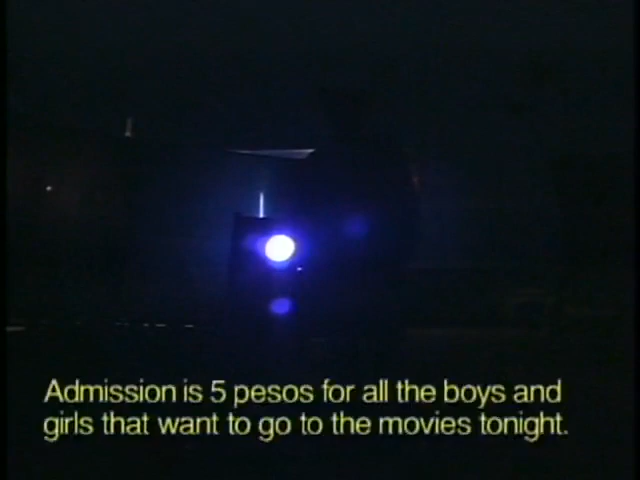 Admission is 5 pesos for all the boys and
girls that want to go to the movies tonight.